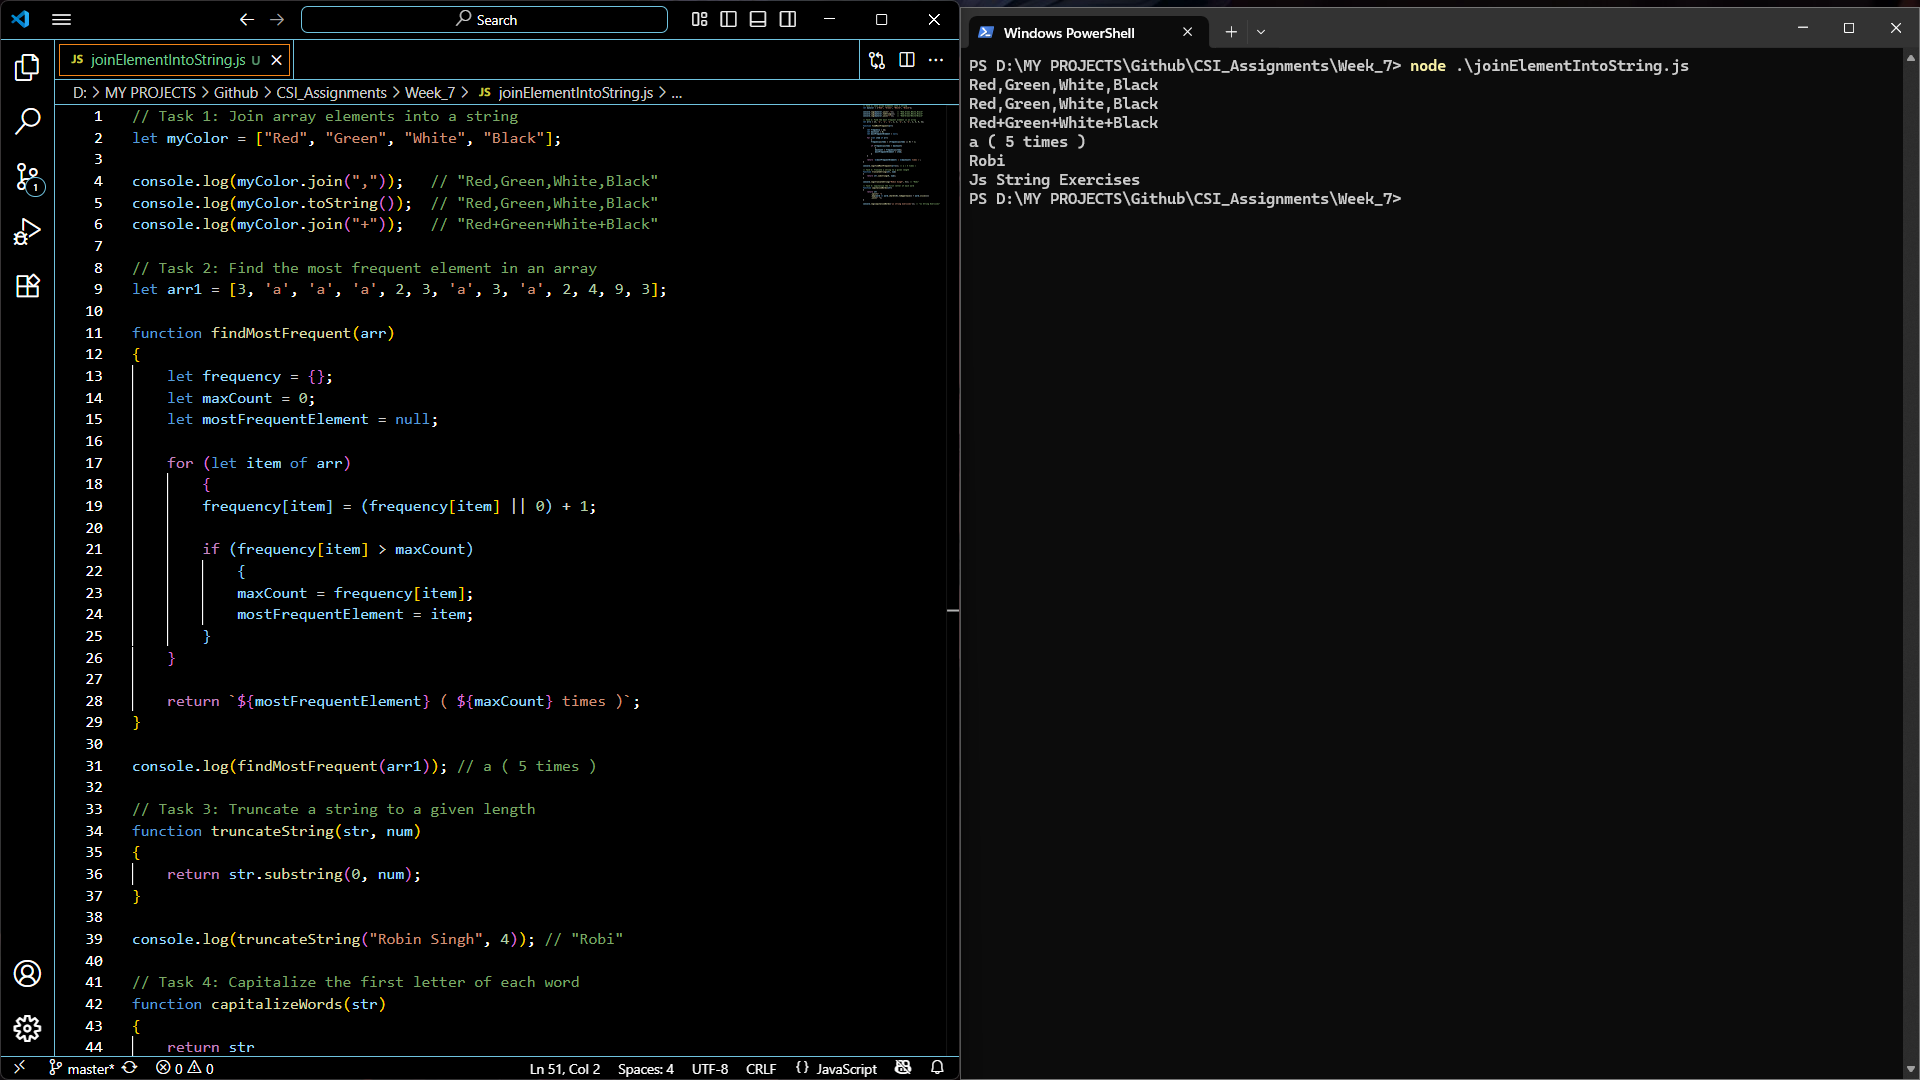 Search
JS joinElementIntoString.js U
D: > MY PROJECTS > Github > CSI_Assignments > Week_7 > JS joinElementIntoString.js > ...
1 // Task 1: Join array elements into a string
2 let myColor = ["Red", "Green", "White", "Black"];
3
4 console.log(myColor.join(","));   // "Red,Green,White,Black"
5 console.log(myColor.toString());  // "Red,Green,White,Black"
6 console.log(myColor.join("+"));   // "Red+Green+White+Black"
7
8 // Task 2: Find the most frequent element in an array
9 let arr1 = [3, 'a', 'a', 'a', 2, 3, 'a', 3, 'a', 2, 4, 9, 3];
10
11 function findMostFrequent(arr)
12 {
13     let frequency = {};
14     let maxCount = 0;
15     let mostFrequentElement = null;
16
17     for (let item of arr)
18         {
19         frequency[item] = (frequency[item] || 0) + 1;
20
21         if (frequency[item] > maxCount)
22             {
23             maxCount = frequency[item];
24             mostFrequentElement = item;
25         }
26     }
27
28     return `${mostFrequentElement} ( ${maxCount} times )`;
29 }
30
31 console.log(findMostFrequent(arr1)); // a ( 5 times )
32
33 // Task 3: Truncate a string to a given length
34 function truncateString(str, num)
35 {
36     return str.substring(0, num);
37 }
38
39 console.log(truncateString("Robin Singh", 4)); // "Robi"
40
41 // Task 4: Capitalize the first letter of each word
42 function capitalizeWords(str)
43 {
44     return str
1
master* 0 0 Ln 51, Col 2 Spaces: 4 UTF-8 CRLF {} JavaScript
Windows PowerShell
PS D:\MY PROJECTS\Github\CSI_Assignments\Week_7> node .\joinElementIntoString.js
Red,Green,White,Black
Red,Green,White,Black
Red+Green+White+Black
a ( 5 times )
Robi
Js String Exercises
PS D:\MY PROJECTS\Github\CSI_Assignments\Week_7>